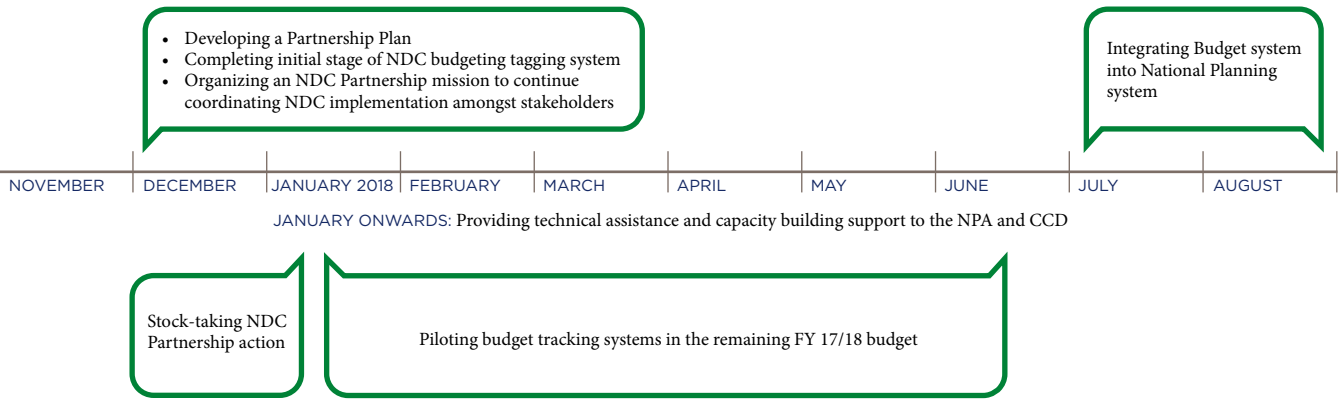 • Developing a Partnership Plan
• Completing initial stage of NDC budgeting tagging system
• Organizing an NDC Partnership mission to continue
coordinating NDC implementation amongst stakeholders
Integrating Budget system
into National Planning
system
NOVEMBER DECEMBER JANUARY 2018 FEBRUARY MARCH APRIL MAY JUNE JULY AUGUST
JANUARY ONWARDS: Providing technical assistance and capacity building support to the NPA and CCD
Stock-taking NDC
Partnership action
Piloting budget tracking systems in the remaining FY 17/18 budget